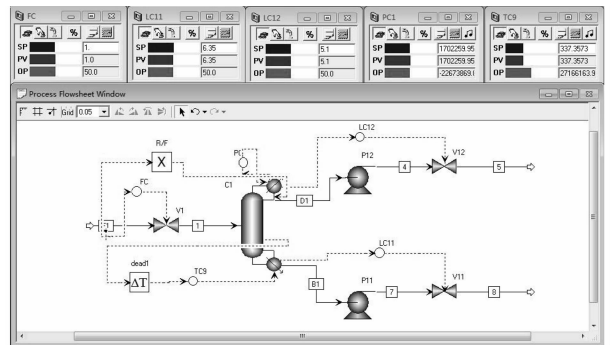 FC
LC11
LC12
PC1
TC9
%
%
%
%
%
SP 1.
PV 1.0
OP 50.0
SP 6.35
PV 6.35
OP 50.0
SP 5.1
PV 5.1
OP 50.0
SP 1702259.95
PV 1702259.95
OP -22673869.
SP 337.3573
PV 337.3573
OP 27166163.9
Process Flowsheet Window
Grid 0.05
R/F
X
FC
V1
1
C1
LC12
P12
4
V12
5
D1
dead1
ΔT
TC9
LC11
P11
B1
7
V11
8